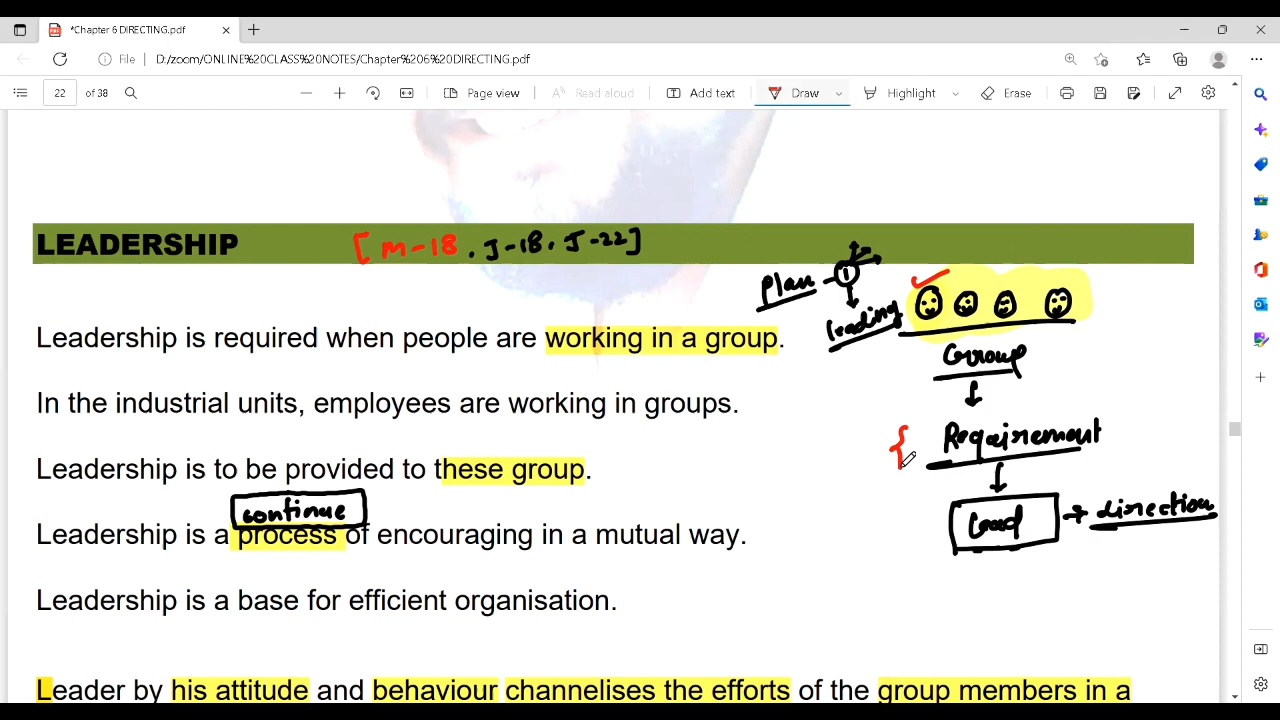 *Chapter 6 DIRECTING.pdf
File D:/zoom/ONLINE%20CLASS%20NOTES/Chapter%206%20DIRECTING.pdf
22 of 38 Page view Read aloud Add text Draw Highlight Erase
LEADERSHIP [ M-18 , J-18, J-22]
Plan 1
leading
Leadership is required when people are working in a group.
Group
In the industrial units, employees are working in groups.
Requirement
Leadership is to be provided to these group.
continue
Lead → direction
Leadership is a process of encouraging in a mutual way.
Leadership is a base for efficient organisation.
Leader by his attitude and behaviour channelises the efforts of the group members in a